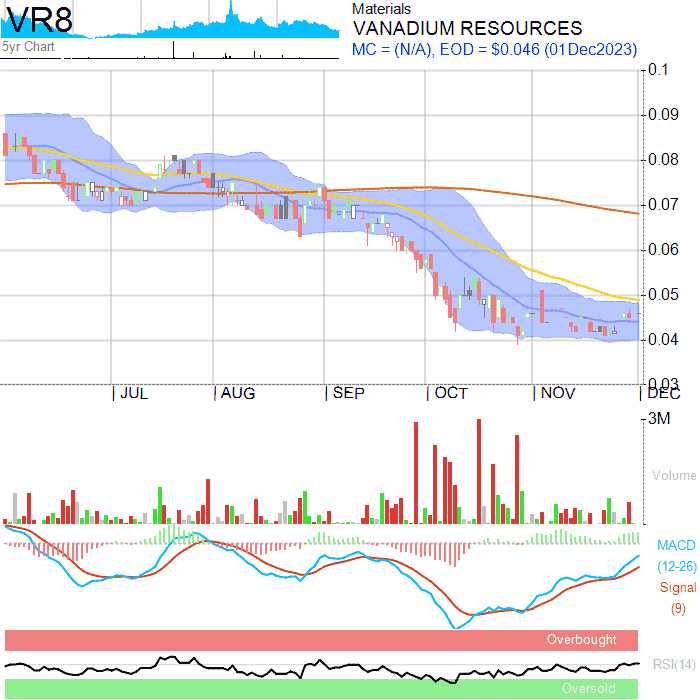 VR8
5yr Chart
Materials
VANADIUM RESOURCES
MC = (N/A), EOD = $0.046 (01Dec2023)
0.1
0.09
0.08
0.07
0.06
0.05
0.04
0.03
JUL AUG SEP OCT NOV DEC
3M
Volume
MACD
(12-26)
Signal
(9)
Overbought
RSI(14)
Oversold